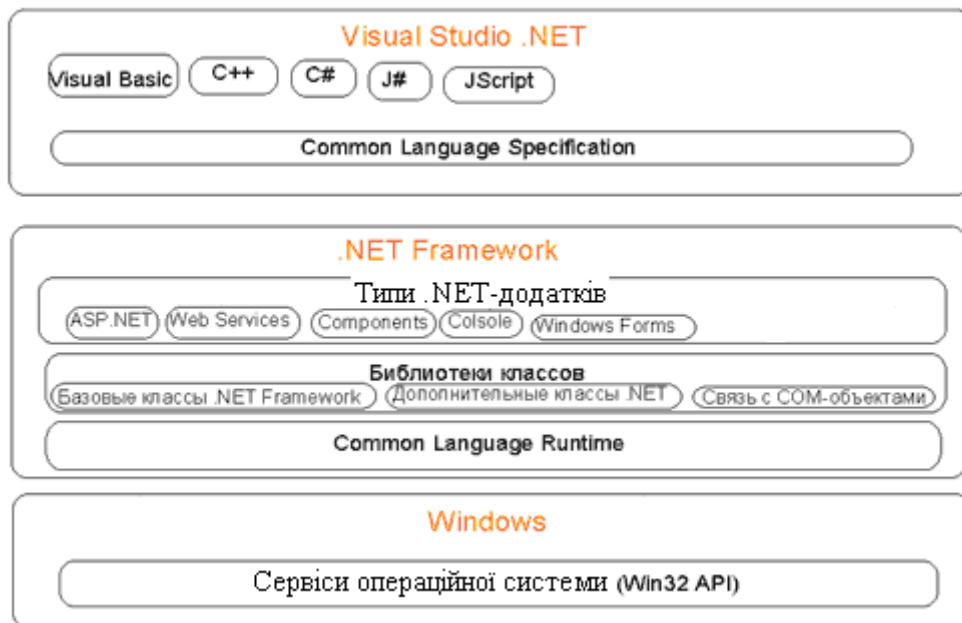 Visual Studio .NET
Visual Basic C++ C# J# JScript
Common Language Specification
.NET Framework
Типи .NET-додатків
ASP.NET Web Services Components Colsole Windows Forms
Библиотеки классов
Базовые классы .NET Framework Дополнительные классы .NET Связь с COM-объектами
Common Language Runtime
Windows
Сервіси операційної системи (Win32 API)